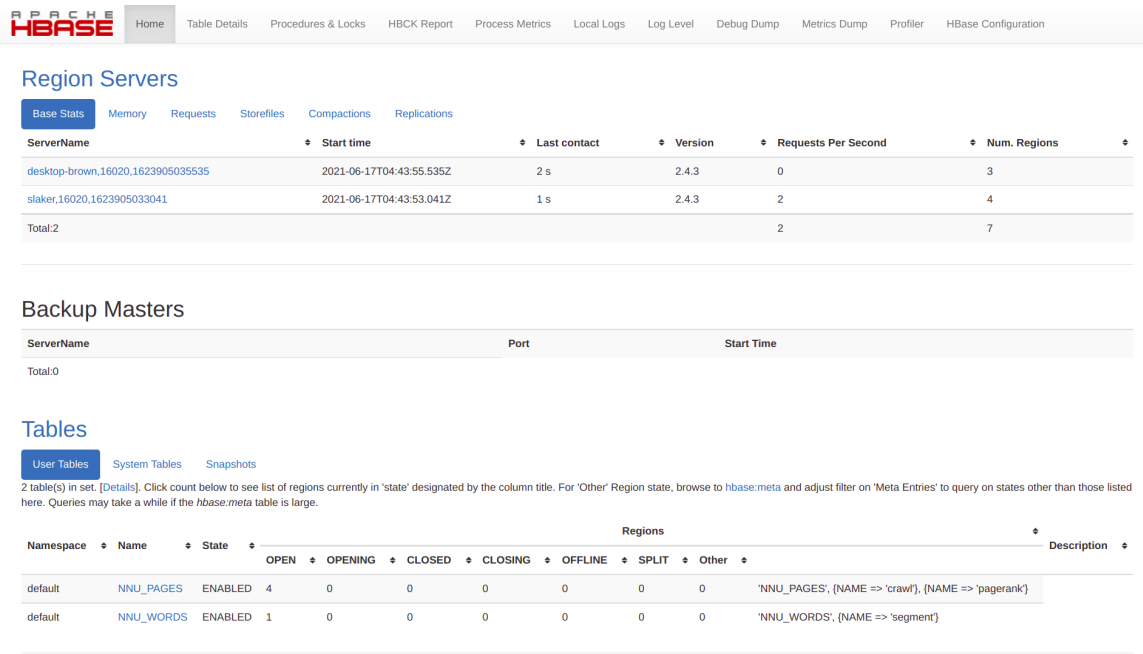 APACHE
HBASE
Home Table Details Procedures & Locks HBCK Report Process Metrics Local Logs Log Level Debug Dump Metrics Dump Profiler HBase Configuration
Region Servers
Base Stats Memory Requests Storefiles Compactions Replications
ServerName Start time Last contact Version Requests Per Second Num. Regions
desktop-brown,16020,1623905035535 2021-06-17T04:43:55.535Z 2 s 2.4.3 0 3
slaker,16020,1623905033041 2021-06-17T04:43:53.041Z 1 s 2.4.3 2 4
Total:2 2 7
Backup Masters
ServerName Port Start Time
Total:0
Tables
User Tables System Tables Snapshots
2 table(s) in set. [Details]. Click count below to see list of regions currently in 'state' designated by the column title. For 'Other' Region state, browse to hbase:meta and adjust filter on 'Meta Entries' to query on states other than those listed
here. Queries may take a while if the hbase:meta table is large.
Regions
Namespace Name State Description
OPEN OPENING CLOSED CLOSING OFFLINE SPLIT Other
default NNU_PAGES ENABLED 4 0 0 0 0 0 0 'NNU_PAGES', {NAME => 'crawl'}, {NAME => 'pagerank'}
default NNU_WORDS ENABLED 1 0 0 0 0 0 0 'NNU_WORDS', {NAME => 'segment'}